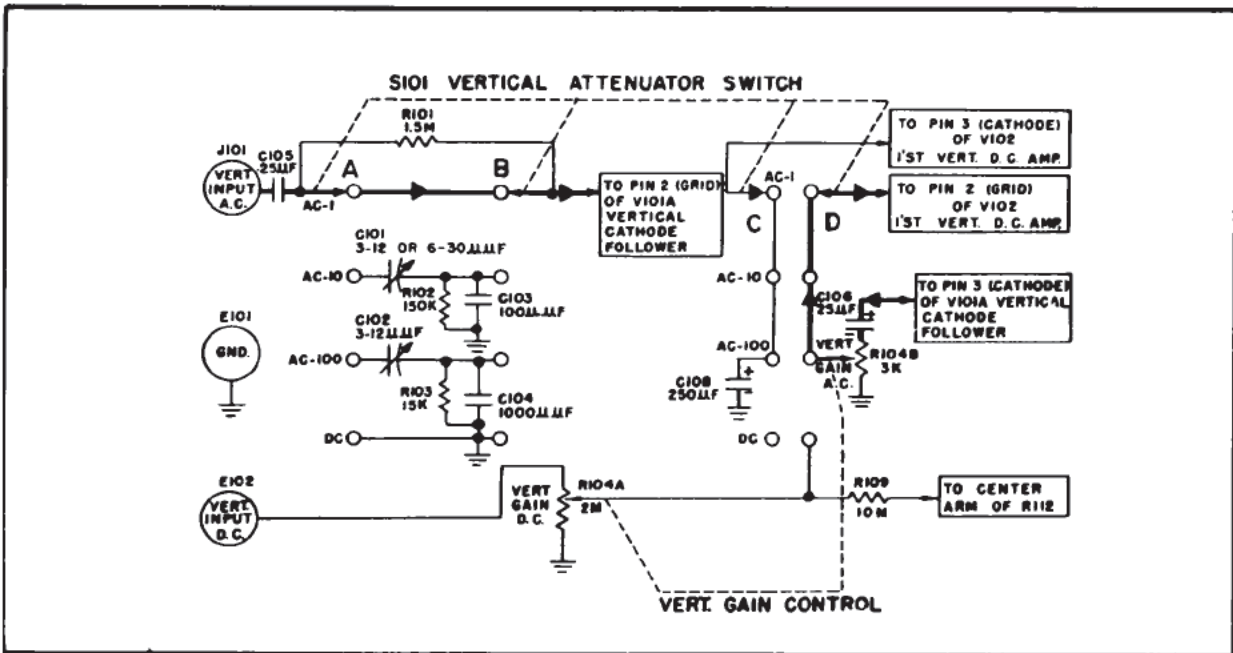 S101 VERTICAL ATTENUATOR SWITCH
R101
1.5M
J101
VERT
INPUT
A.C.
C105
.25µF
A
B
AC-1
TO PIN 2 (GRID)
OF V101A
VERTICAL
CATHODE
FOLLOWER
AC-1
C
D
TO PIN 3 (CATHODE)
OF V102
1'ST VERT. D.C. AMP.
TO PIN 2 (GRID)
OF V102
1'ST VERT. D.C. AMP.
C101
3-12 OR 6-30µµF
AC-10
R102
150K
C103
100µµF
AC-10
C106
25µF
TO PIN 3 (CATHODE)
OF V101A VERTICAL
CATHODE
FOLLOWER
E101
GND.
C102
3-12µµF
AC-100
R103
15K
C104
1000µµF
AC-100
C108
250µF
VERT
GAIN
A.C.
R104B
3K
DC
DC
E102
VERT.
INPUT
D.C.
VERT
GAIN
D.C.
R104A
2M
R109
10M
TO CENTER
ARM OF R112
VERT. GAIN CONTROL